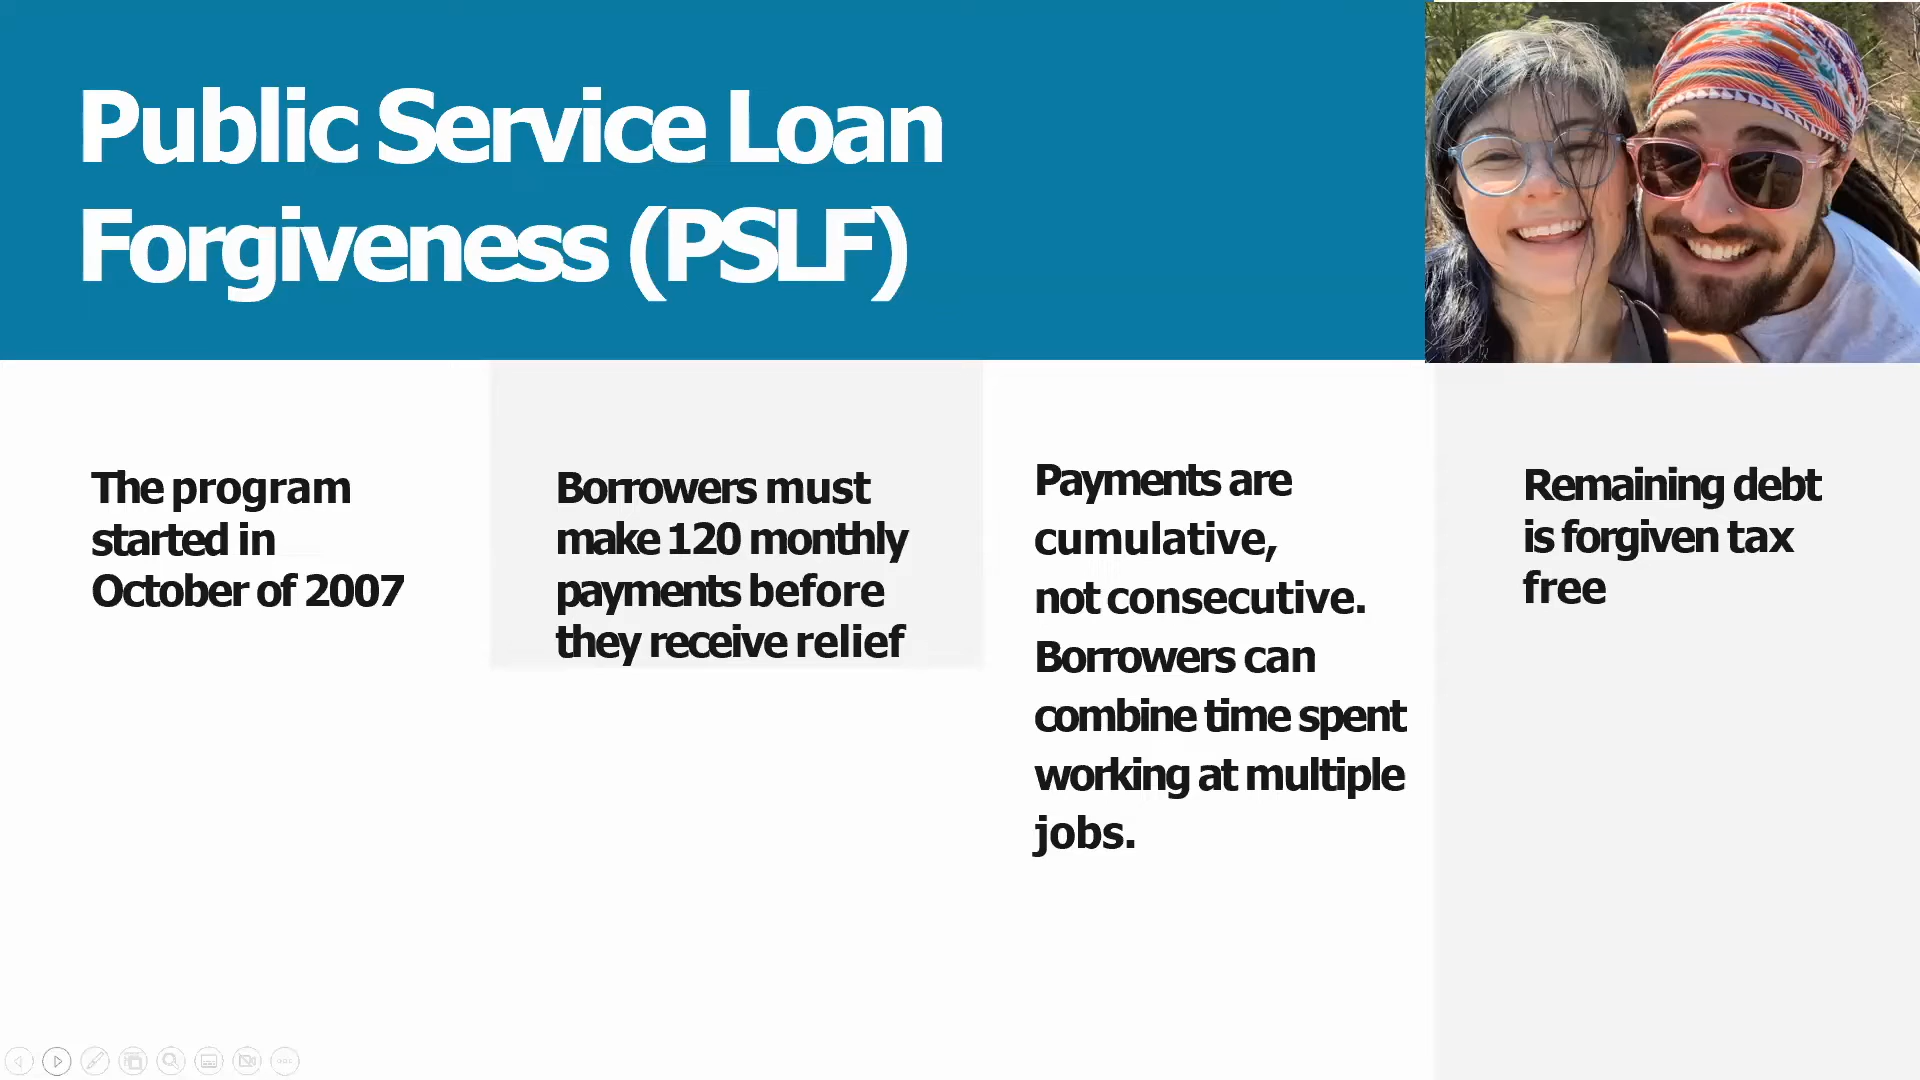 Public Service Loan
Forgiveness (PSLF)
The program
started in
October of 2007
Borrowers must
make 120 monthly
payments before
they receive relief
Payments are
cumulative,
not consecutive.
Borrowers can
combine time spent
working at multiple
jobs.
Remaining debt
is forgiven tax
free